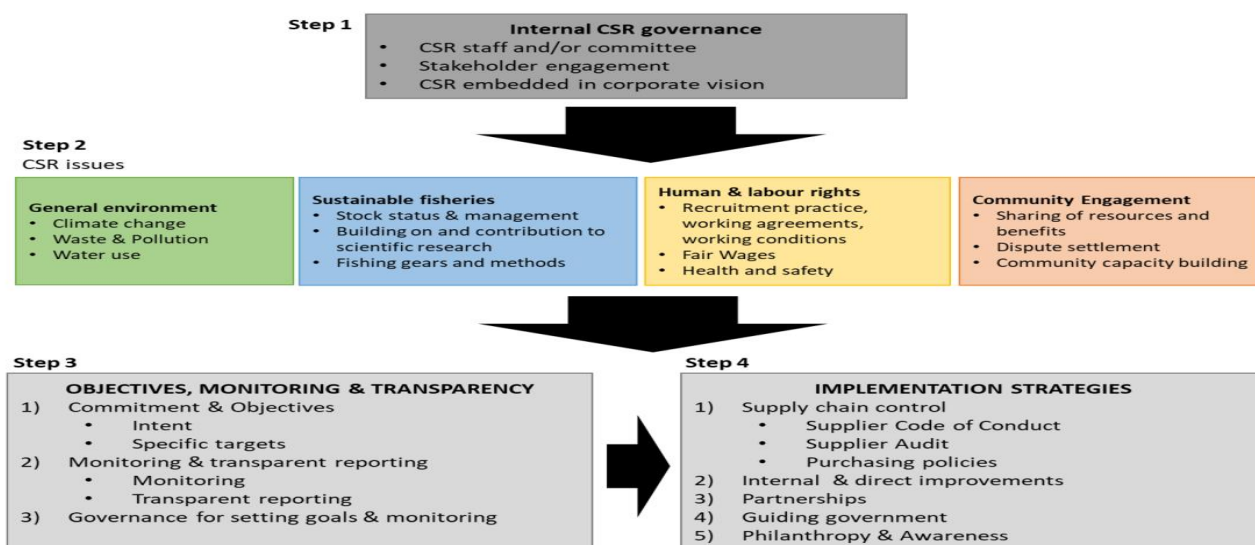 Step 1
Internal CSR governance
• CSR staff and/or committee
• Stakeholder engagement
• CSR embedded in corporate vision
Step 2
CSR issues
General environment
• Climate change
• Waste & Pollution
• Water use
Sustainable fisheries
• Stock status & management
• Building on and contribution to
scientific research
• Fishing gears and methods
Human & labour rights
• Recruitment practice,
working agreements,
working conditions
• Fair Wages
• Health and safety
Community Engagement
• Sharing of resources and
benefits
• Dispute settlement
• Community capacity building
Step 3
OBJECTIVES, MONITORING & TRANSPARENCY
1) Commitment & Objectives
• Intent
• Specific targets
2) Monitoring & transparent reporting
• Monitoring
• Transparent reporting
3) Governance for setting goals & monitoring
Step 4
IMPLEMENTATION STRATEGIES
1) Supply chain control
• Supplier Code of Conduct
• Supplier Audit
• Purchasing policies
2) Internal & direct improvements
3) Partnerships
4) Guiding government
5) Philanthropy & Awareness